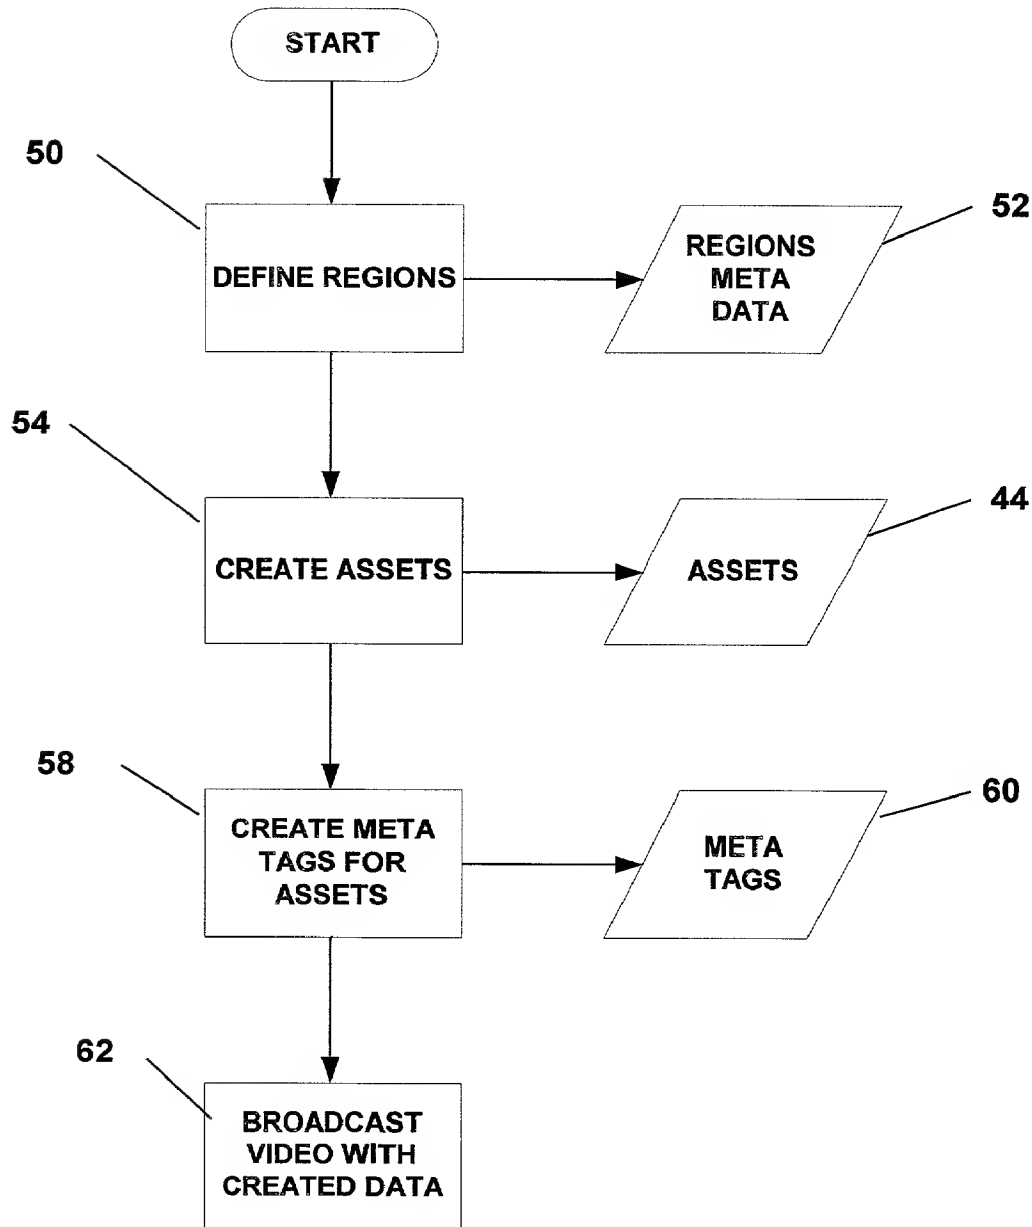 START
50
52
DEFINE REGIONS
REGIONS
META
DATA
54
44
CREATE ASSETS
ASSETS
58
60
CREATE META
TAGS FOR
ASSETS
META
TAGS
62
BROADCAST
VIDEO WITH
CREATED DATA